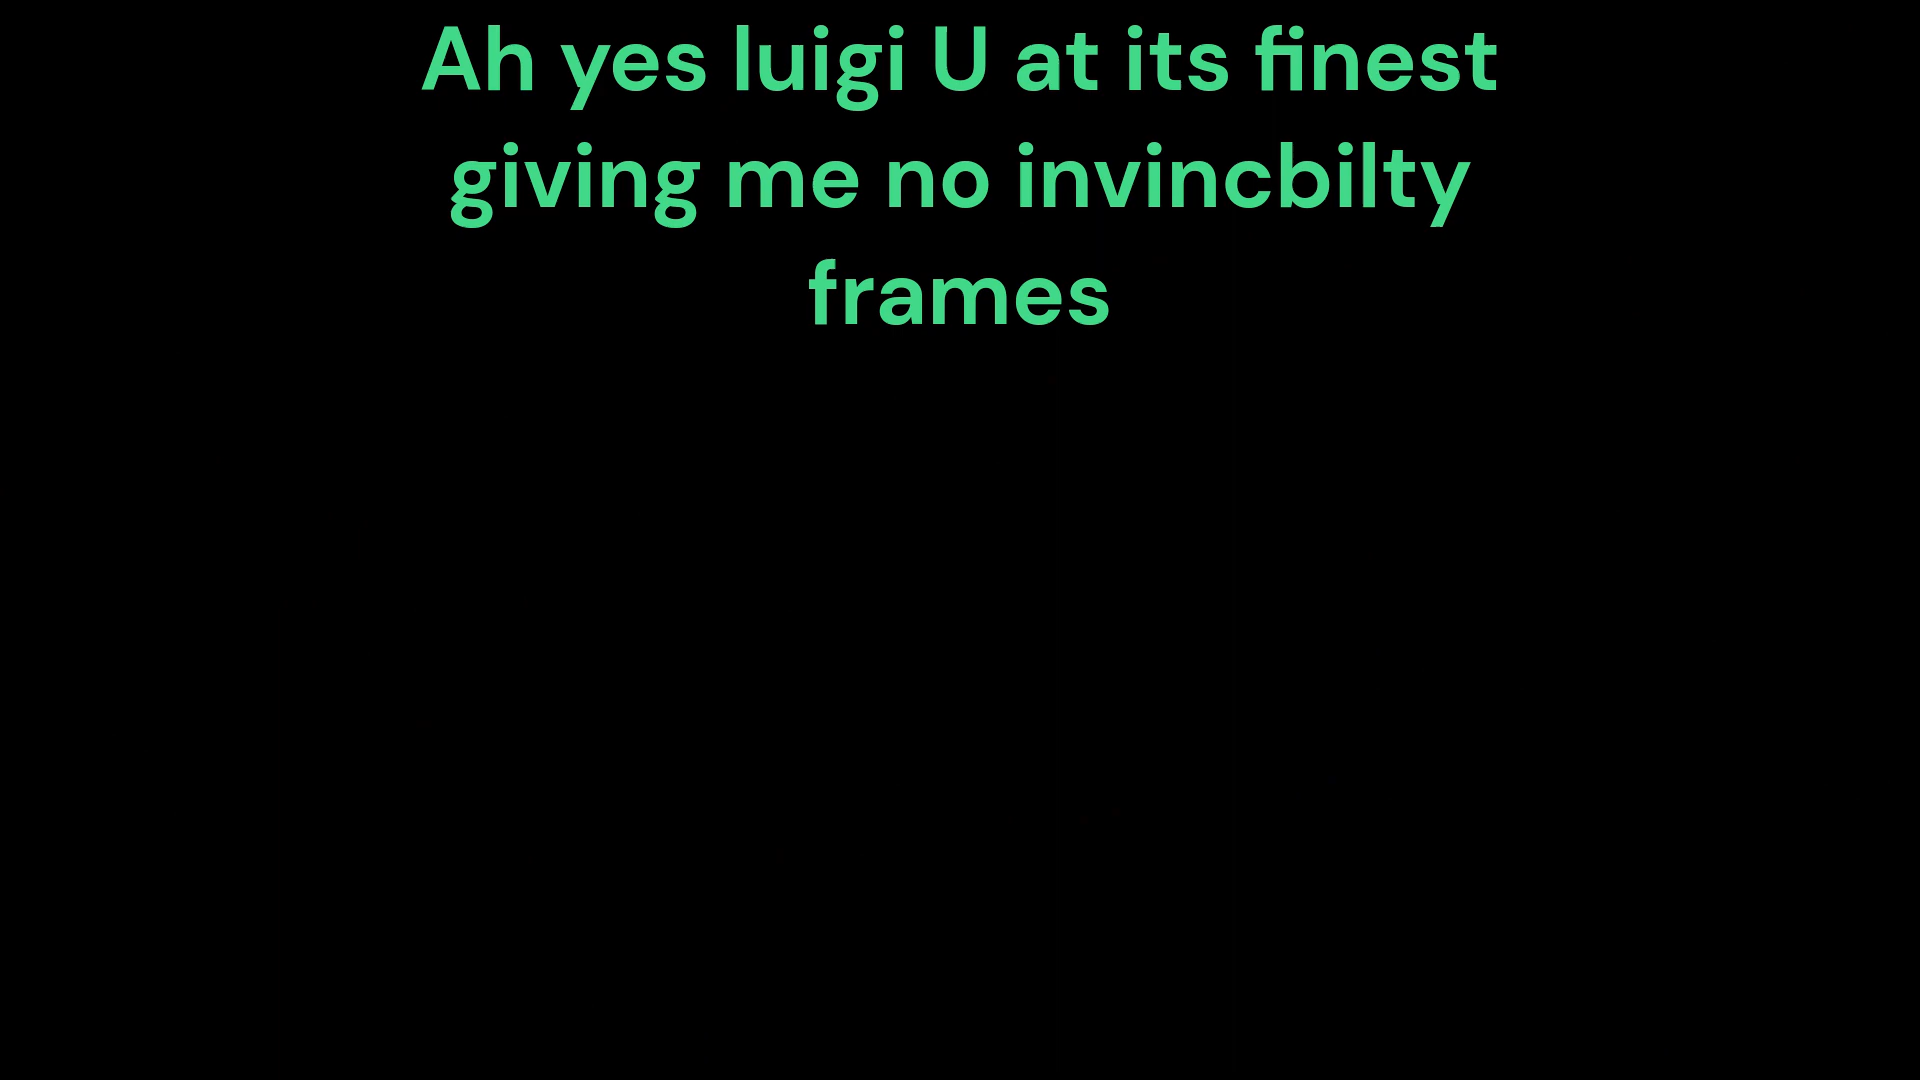 Ah yes luigi U at its finest
giving me no invincbilty
frames